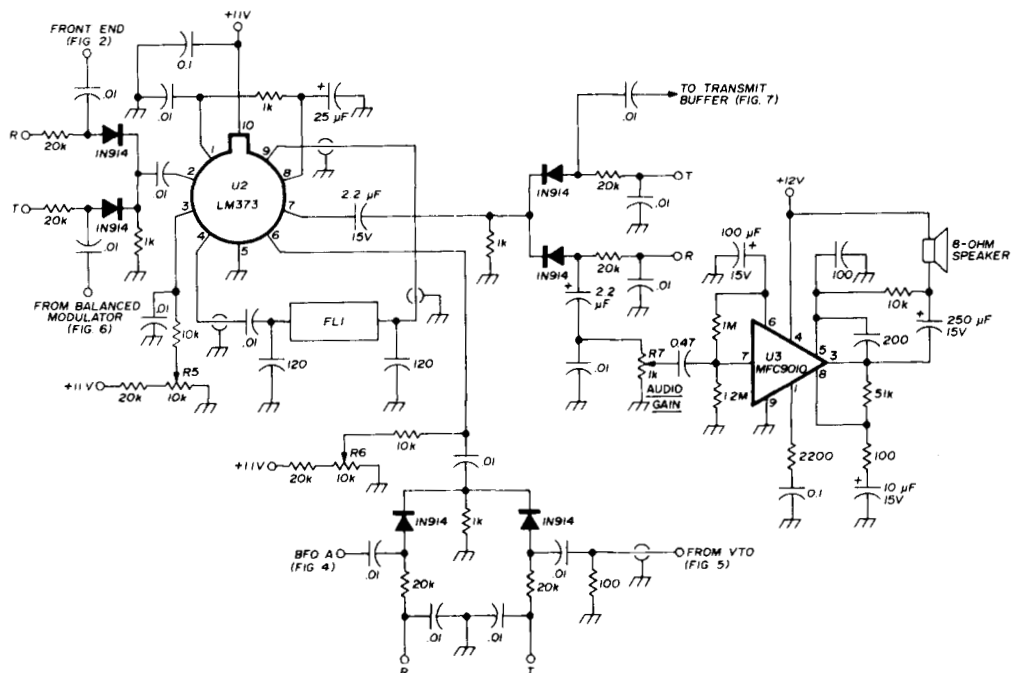 +11V
FRONT END
(FIG 2)
0.1
.01
.01
1k
+
25 µF
R
20k
1N914
10
1
9
2
8
U2
LM373
.01
3
7
T
20k
1N914
4
6
5
.01
1k
2.2 µF
15V
FROM BALANCED
MODULATOR
(FIG. 6)
.01
10k
.01
FL1
120
120
+11V
20k
R5
10k
TO TRANSMIT
BUFFER (FIG. 7)
.01
1N914
20k
T
.01
1k
1N914
20k
R
.01
+
2.2
µF
.01
R7
1k
AUDIO
GAIN
0.47
+12V
100 µF
+
15V
100
8-OHM
SPEAKER
10k
+
250 µF
15V
1M
6
4
5
200
7
U3
MFC9010
3
8
1.2M
9
1
51k
2200
100
0.1
+
10 µF
15V
10k
R6
+11V
20k
10k
.01
1N914
1k
1N914
BFO A
(FIG 4)
.01
.01
FROM VTO
(FIG 5)
20k
20k
100
.01
.01
R
T